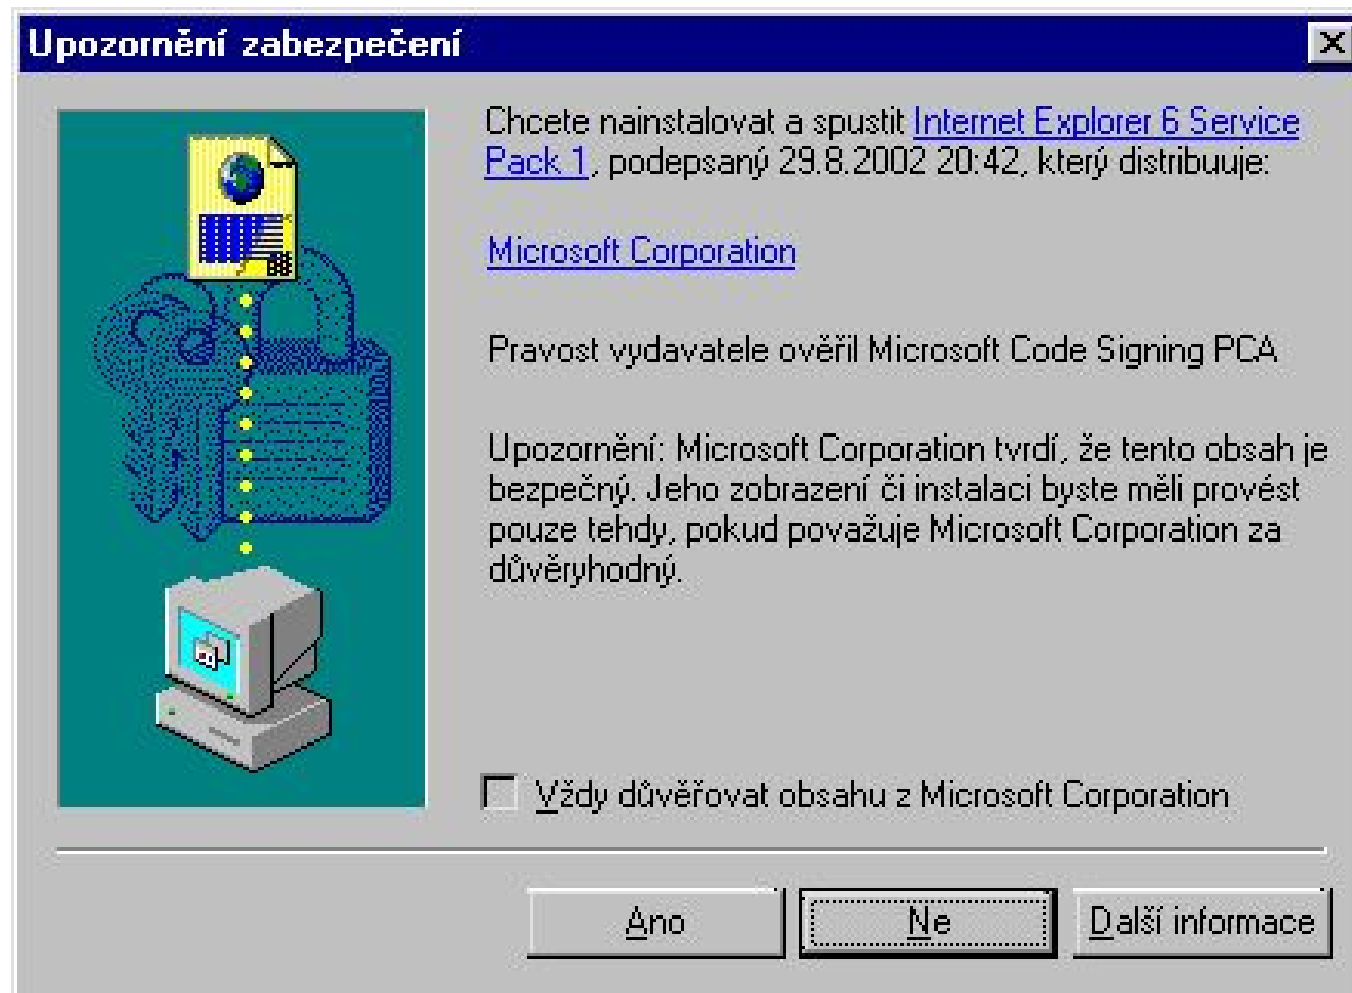 Upozornění zabezpečení
Chcete nainstalovat a spustit Internet Explorer 6 Service
Pack 1, podepsaný 29.8.2002 20:42, který distribuuje:
Microsoft Corporation
Pravost vydavatele ověřil Microsoft Code Signing PCA
Upozornění: Microsoft Corporation tvrdí, že tento obsah je
bezpečný. Jeho zobrazení či instalaci byste měli provést
pouze tehdy, pokud považuje Microsoft Corporation za
důvěryhodný.
Vždy důvěřovat obsahu z Microsoft Corporation
Ano
Ne
Další informace